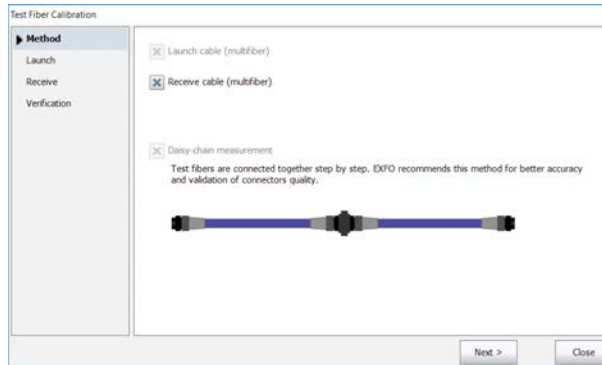 Test Fiber Calibration
Method
Launch
Receive
Verification
Launch cable (multifiber)
Receive cable (multifiber)
Daisy-chain measurement
Test fibers are connected together step by step. EXFO recommends this method for better accuracy
and validation of connectors quality.
Next >
Close